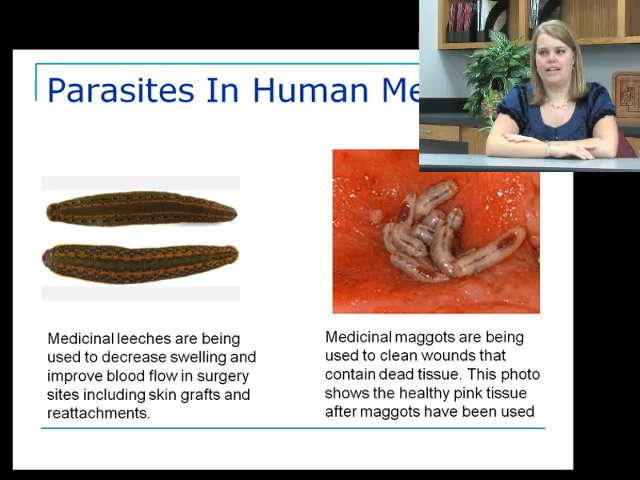 Parasites In Human Me
Medicinal leeches are being
used to decrease swelling and
improve blood flow in surgery
sites including skin grafts and
reattachments.
Medicinal maggots are being
used to clean wounds that
contain dead tissue. This photo
shows the healthy pink tissue
after maggots have been used